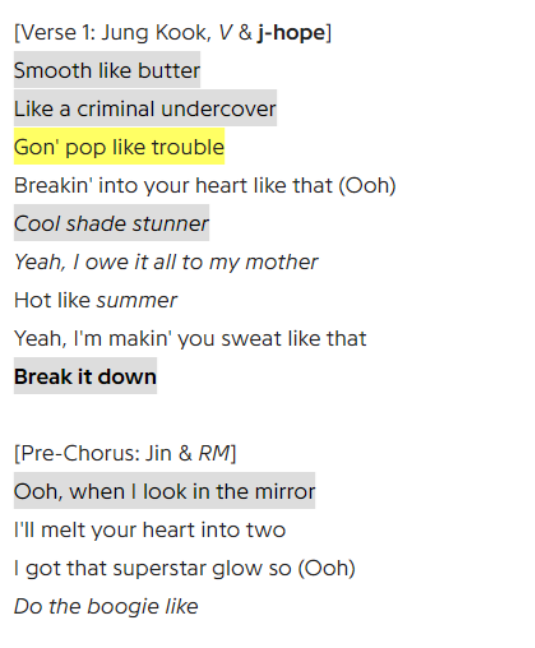 [Verse 1: Jung Kook, V & j-hope]
Smooth like butter
Like a criminal undercover
Gon' pop like trouble
Breakin' into your heart like that (Ooh)
Cool shade stunner
Yeah, I owe it all to my mother
Hot like summer
Yeah, I'm makin' you sweat like that
Break it down

[Pre-Chorus: Jin & RM]
Ooh, when I look in the mirror
I'll melt your heart into two
I got that superstar glow so (Ooh)
Do the boogie like